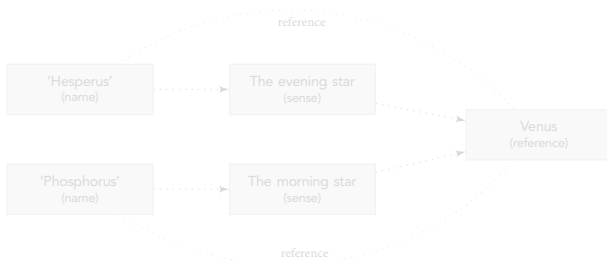 reference
‘Hesperus’
(name)
The evening star
(sense)
Venus
(reference)
‘Phosphorus’
(name)
The morning star
(sense)
reference